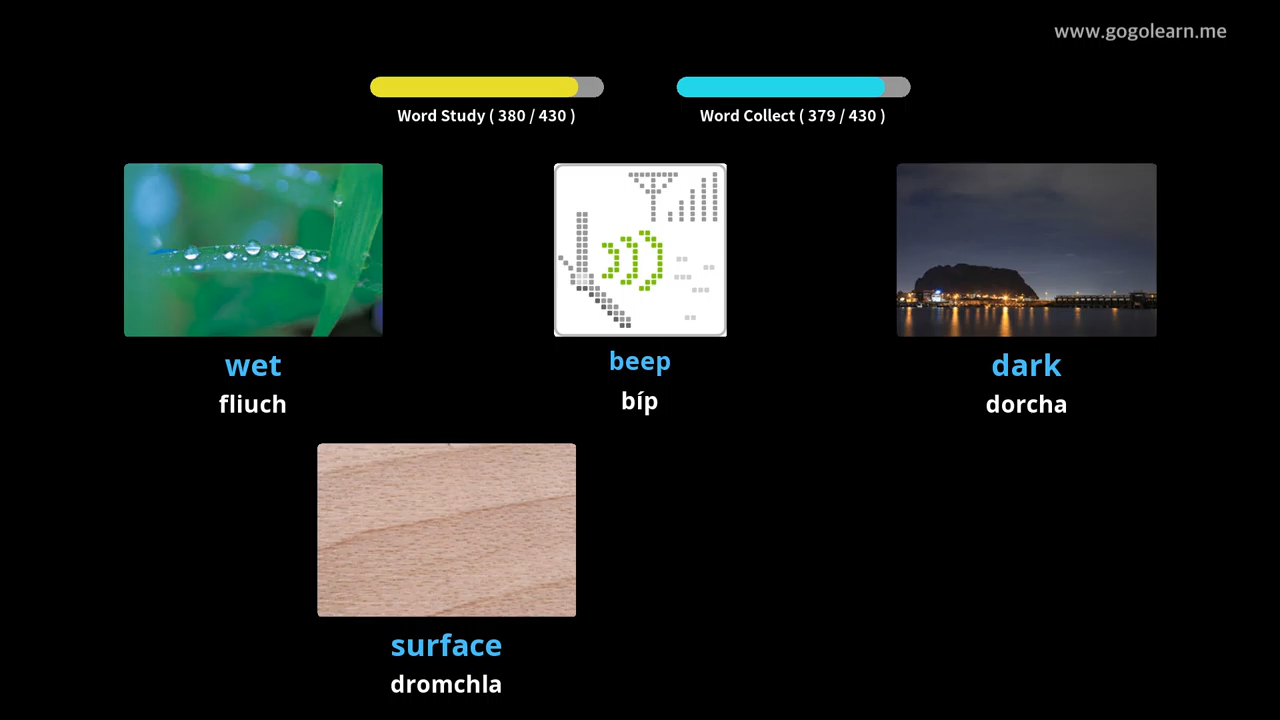 www.gogolearn.me
Word Study ( 380 / 430 )
Word Collect ( 379 / 430 )
wet
fliuch
beep
bíp
dark
dorcha
surface
dromchla